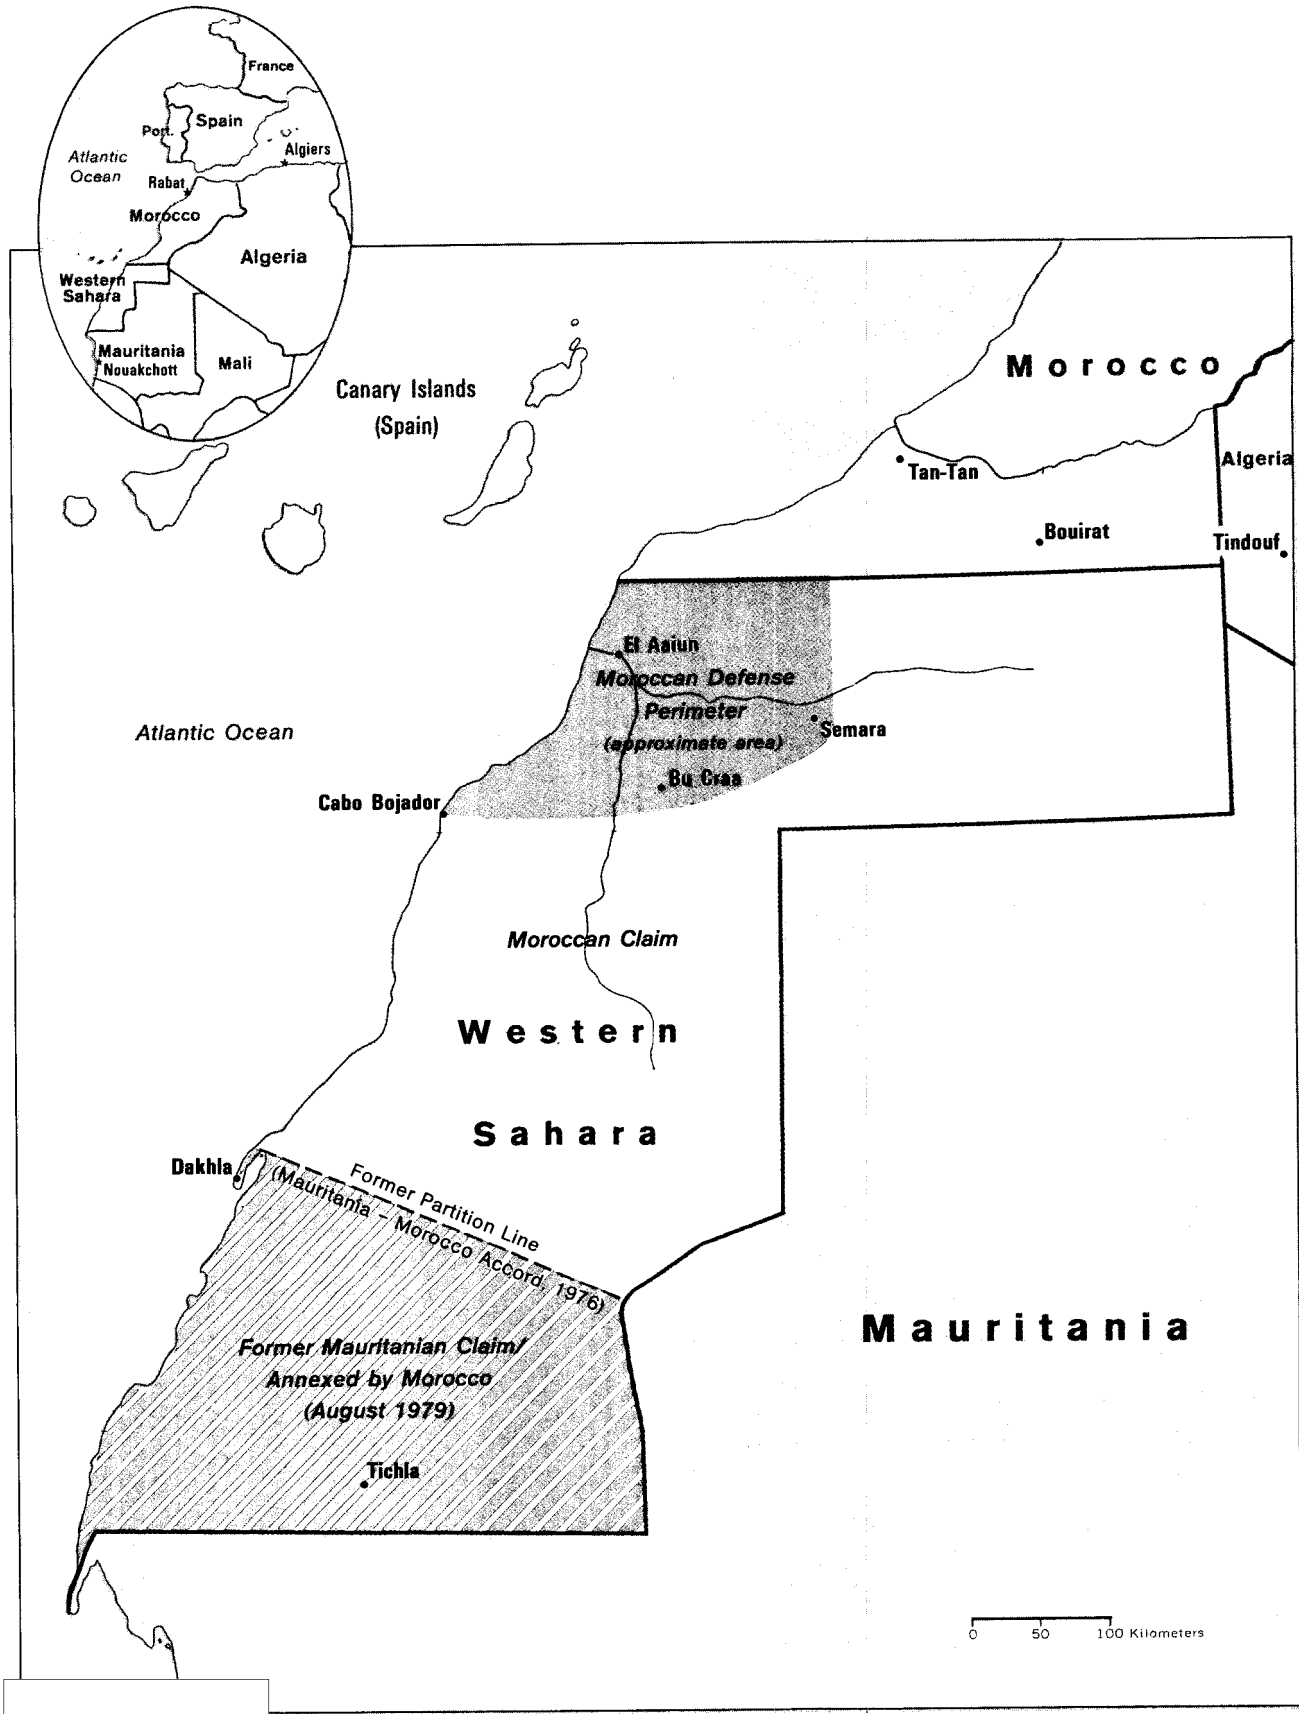 France
Spain
Port.
Atlantic
Ocean
Algiers
Rabat
Morocco
Algeria
Western
Sahara
Mauritania
Nouakchott
Mali
Canary Islands
(Spain)
Morocco
Algeria
Tan-Tan
Bouirat
Tindouf
El Aaiun
Moroccan Defense
Perimeter
(approximate area)
Semara
Bu Craa
Atlantic Ocean
Cabo Bojador
Moroccan Claim
Western
Sahara
Dakhla
Former Partition Line
(Mauritania – Morocco Accord, 1976)
Mauritania
Former Mauritanian Claim/
Annexed by Morocco
(August 1979)
Tichla
0 50 100 Kilometers